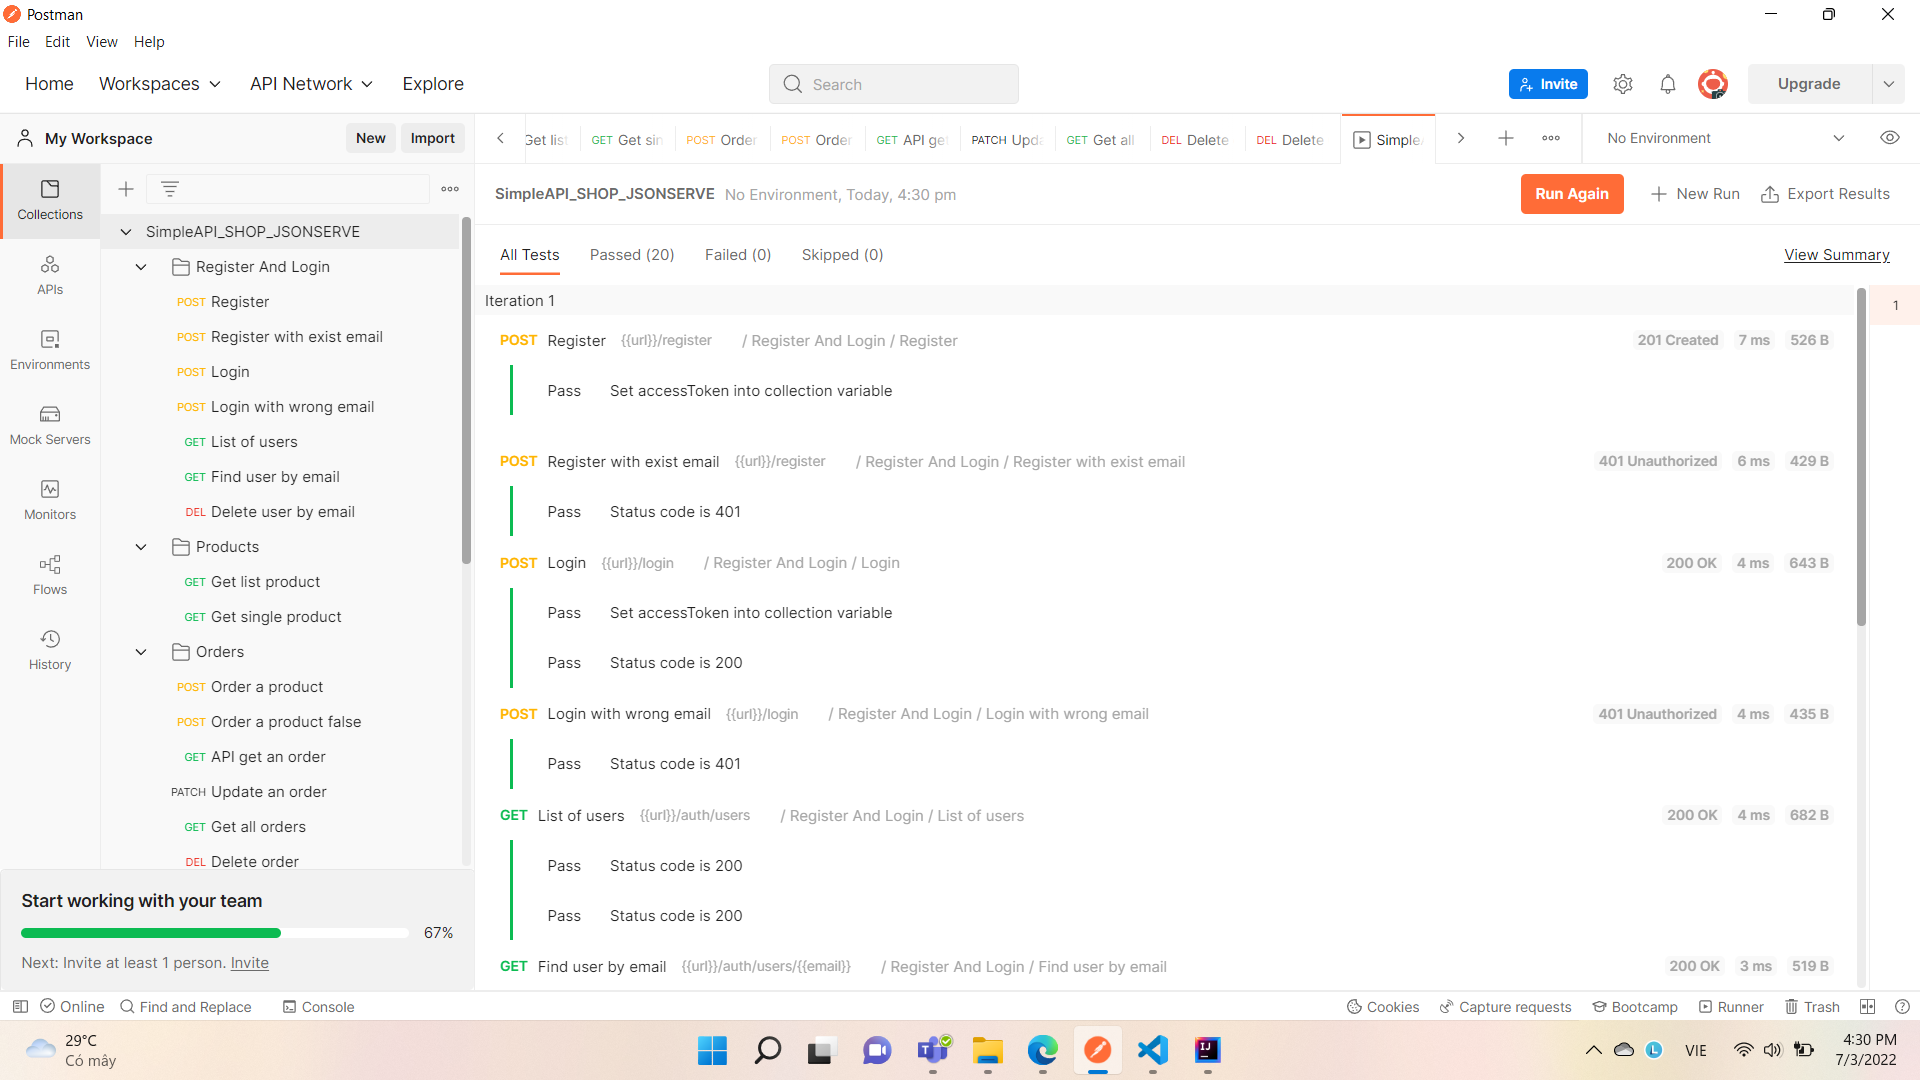 Postman
File Edit View Help
Home Workspaces API Network Explore Search Invite Upgrade
My Workspace New Import
Get list GET Get sin POST Order POST Order GET API get PATCH Upda GET Get all DEL Delete DEL Delete SimpleA No Environment
SimpleAPI_SHOP_JSONSERVE No Environment, Today, 4:30 pm Run Again New Run Export Results
All Tests Passed (20) Failed (0) Skipped (0) View Summary
Collections
APIs
Environments
Mock Servers
Monitors
Flows
History
SimpleAPI_SHOP_JSONSERVE
Register And Login
POST Register
POST Register with exist email
POST Login
POST Login with wrong email
GET List of users
GET Find user by email
DEL Delete user by email
Products
GET Get list product
GET Get single product
Orders
POST Order a product
POST Order a product false
GET API get an order
PATCH Update an order
GET Get all orders
DEL Delete order
Start working with your team
67%
Next: Invite at least 1 person. Invite
Iteration 1
1
POST Register {{url}}/register / Register And Login / Register 201 Created 7 ms 526 B
Pass Set accessToken into collection variable
POST Register with exist email {{url}}/register / Register And Login / Register with exist email 401 Unauthorized 6 ms 429 B
Pass Status code is 401
POST Login {{url}}/login / Register And Login / Login 200 OK 4 ms 643 B
Pass Set accessToken into collection variable
Pass Status code is 200
POST Login with wrong email {{url}}/login / Register And Login / Login with wrong email 401 Unauthorized 4 ms 435 B
Pass Status code is 401
GET List of users {{url}}/auth/users / Register And Login / List of users 200 OK 4 ms 682 B
Pass Status code is 200
Pass Status code is 200
GET Find user by email {{url}}/auth/users/{{email}} / Register And Login / Find user by email 200 OK 3 ms 519 B
Online Find and Replace Console Cookies Capture requests Bootcamp Runner Trash
29°C
Có mây
VIE
4:30 PM
7/3/2022